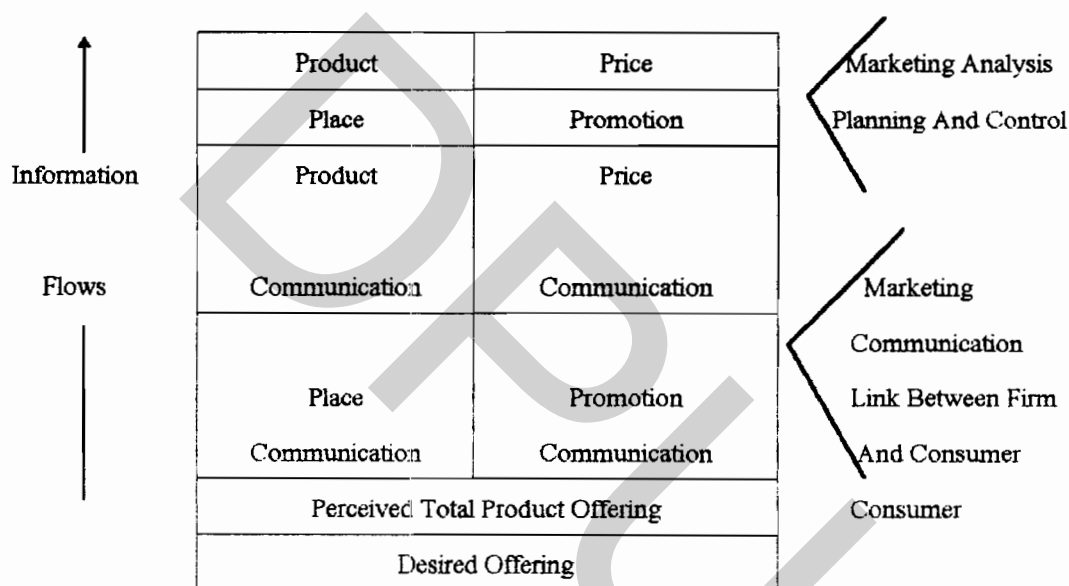 Product Price Marketing Analysis
Place Promotion Planning And Control
Information Product Price
Flows Communication Communication Marketing
Communication
Place Promotion Link Between Firm
Communication Communication And Consumer
Perceived Total Product Offering Consumer
Desired Offering
DPU